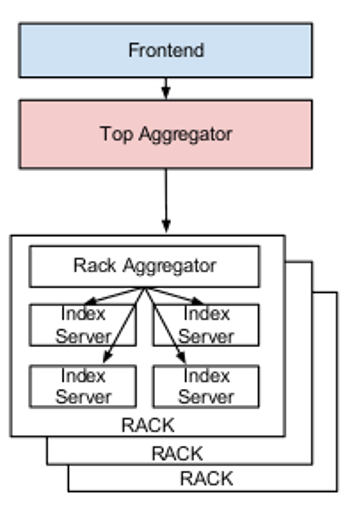 Frontend
Top Aggregator
Rack Aggregator
Index
Server
Index
Server
Index
Server
Index
Server
RACK
RACK
RACK